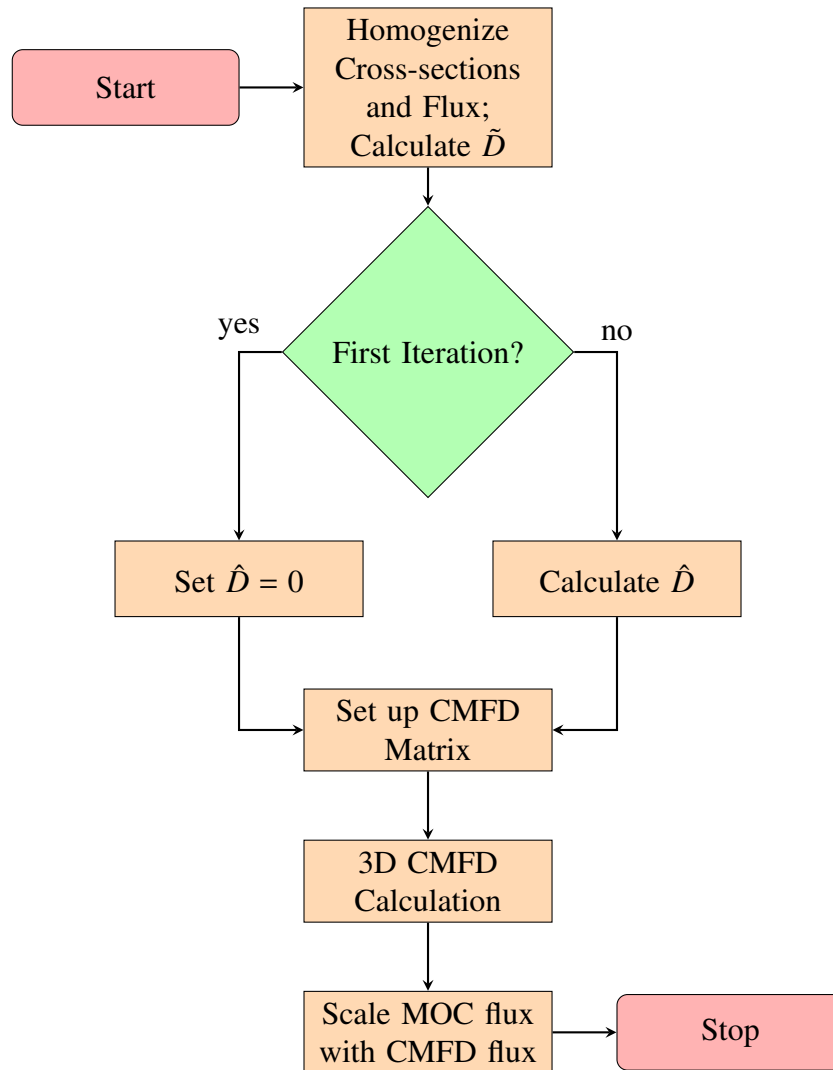 Start
Homogenize
Cross-sections
and Flux;
Calculate D̃
First Iteration?
yes
no
Set D̂ = 0
Calculate D̂
Set up CMFD
Matrix
3D CMFD
Calculation
Scale MOC flux
with CMFD flux
Stop